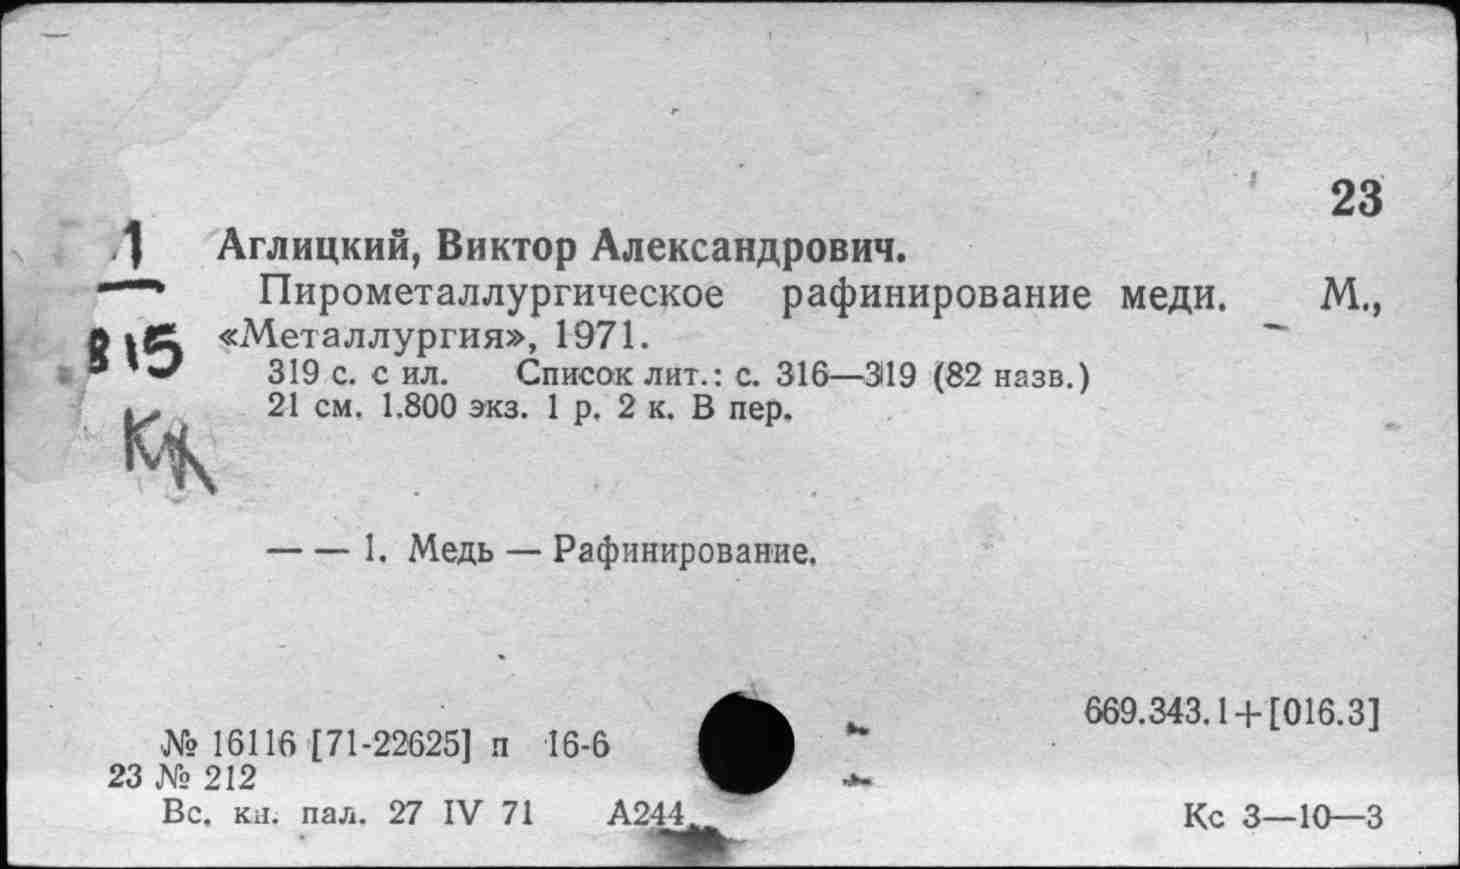 23
1 Аглицкий, Виктор Александрович.
Пирометаллургическое рафинирование меди. М.,
815 «Металлургия», 1971.
319 с. с ил. Список лит.: с. 316—319 (82 назв.)
21 см. 1.800 экз. 1 р. 2 к. В пер.
— — 1. Медь — Рафинирование.
669.343.1+[016.3]
№ 16116 [71-22625] п 16-6
23 № 212
Вс. кн. пал. 27 IV 71 А244
Кс 3—10—3